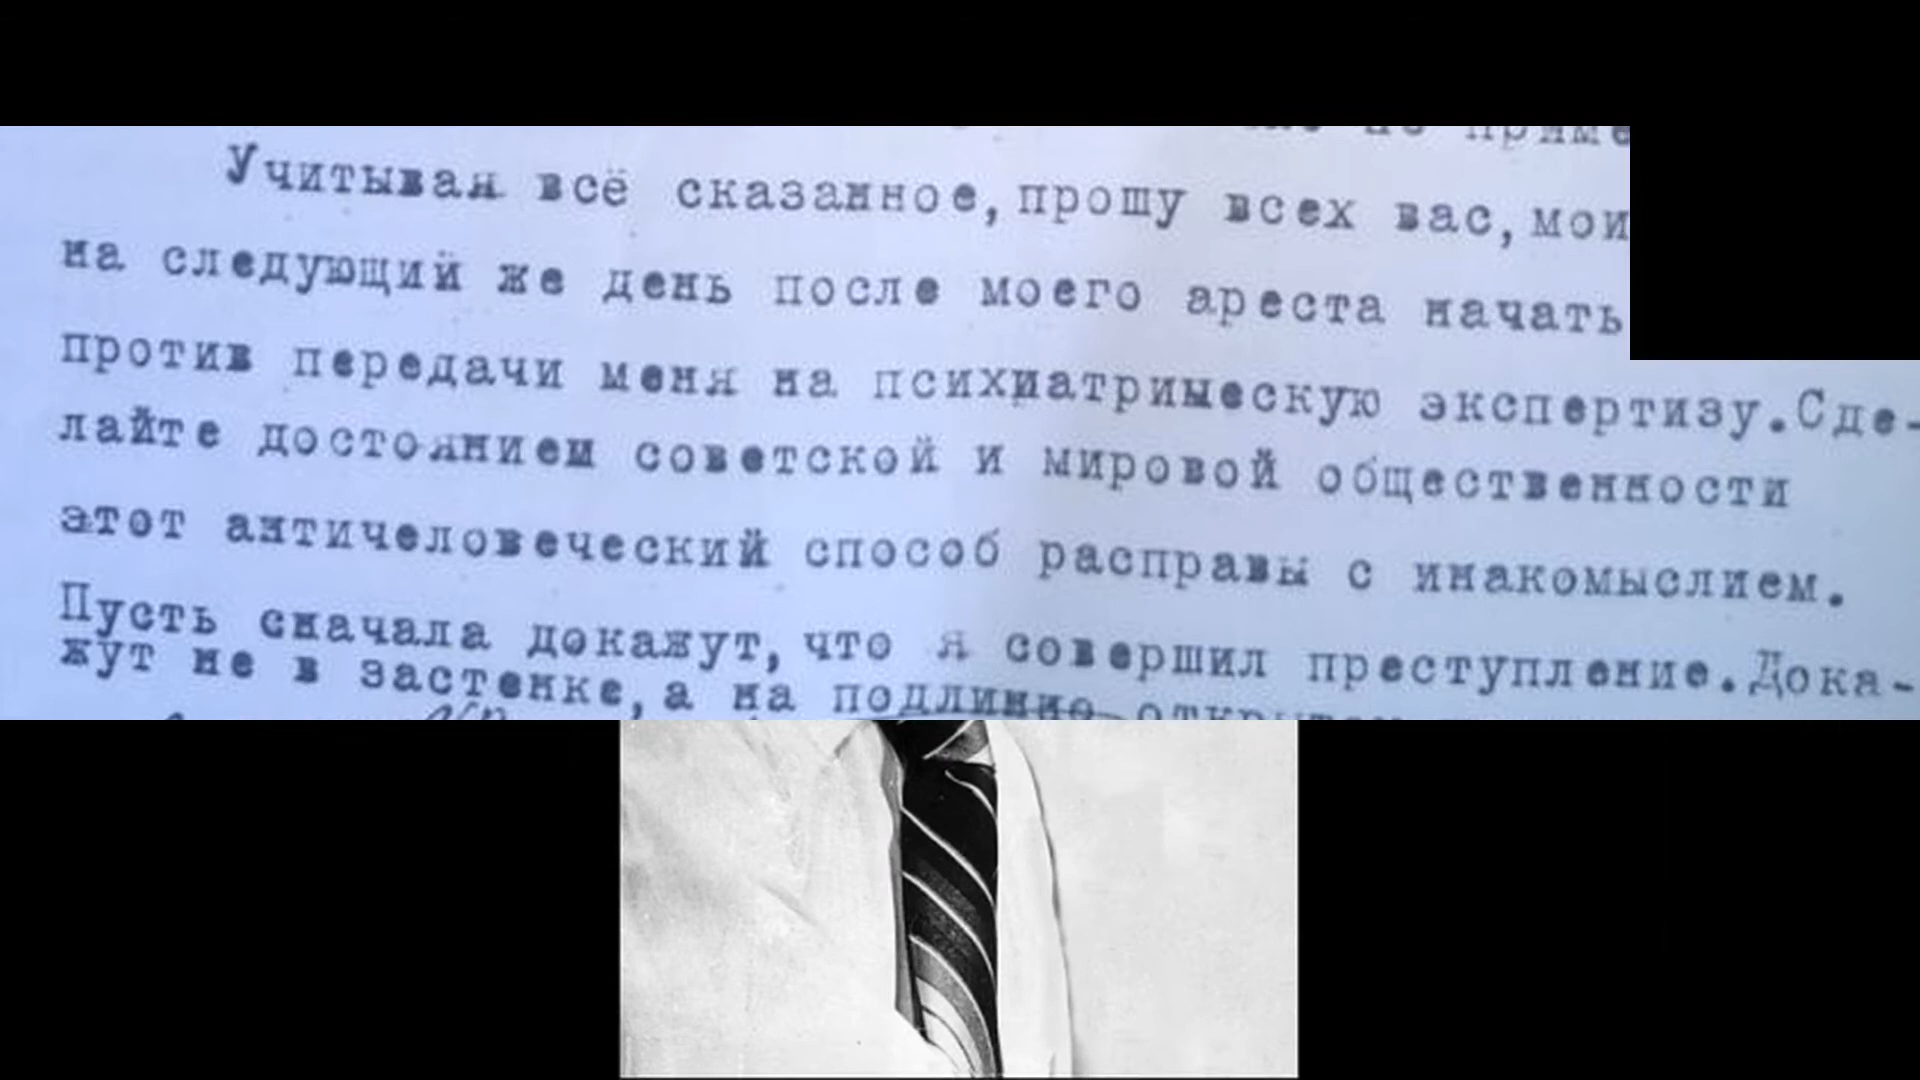 Учитывая всё сказанное, прошу всех вас, мои
на следующий же день после моего ареста начать
против передачи меня на психиатрическую экспертизу. Сде-
лайте достоянием советской и мировой общественности
этот античеловеческий способ расправы с инакомыслием.
Пусть сначала докажут, что я совершил преступление. Дока-
жут не в застенке, а на подлинно